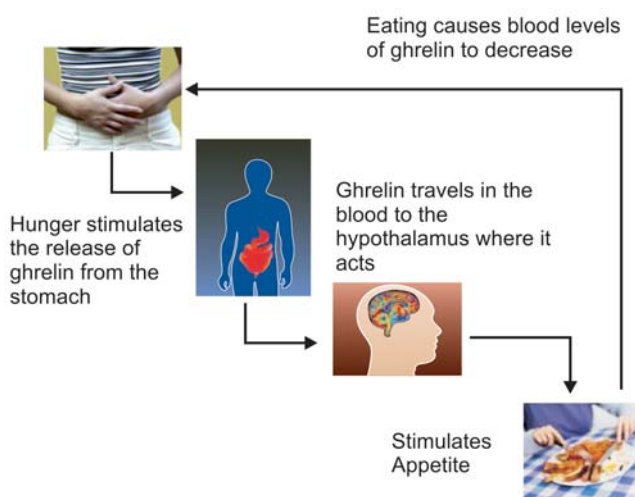 Eating causes blood levels
of ghrelin to decrease
Hunger stimulates
the release of
ghrelin from the
stomach
Ghrelin travels in the
blood to the
hypothalamus where it
acts
Stimulates
Appetite